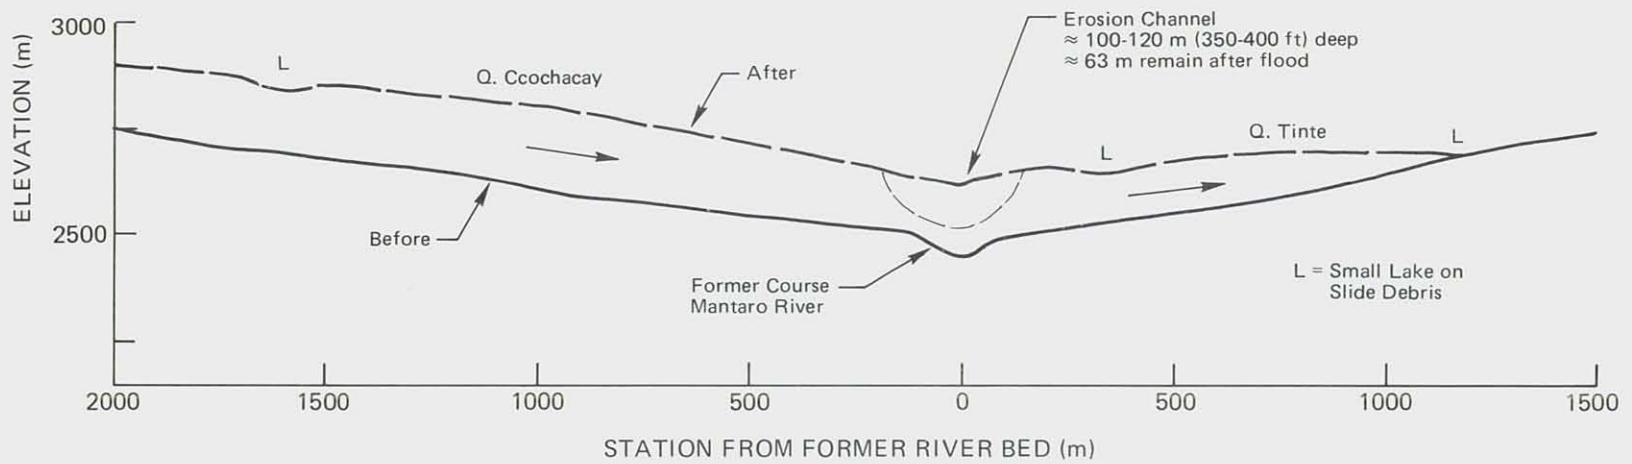 3000
ELEVATION (m)
2500
L
Q. Ccochacay
After
Erosion Channel
≈ 100-120 m (350-400 ft) deep
≈ 63 m remain after flood
L
Q. Tinte
L
Before
Former Course
Mantaro River
L = Small Lake on
Slide Debris
2000 1500 1000 500 0 500 1000 1500
STATION FROM FORMER RIVER BED (m)